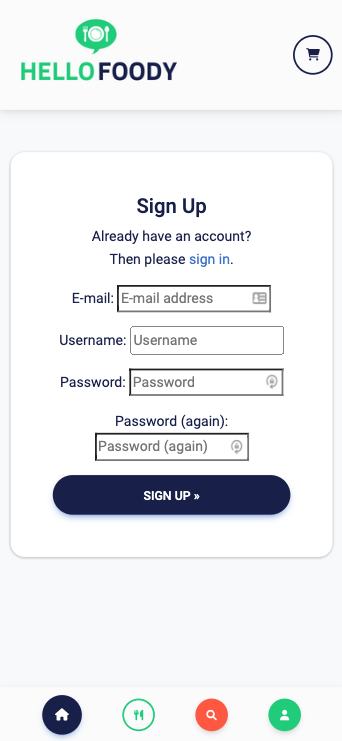 HELLO FOODY
Sign Up
Already have an account?
Then please sign in.
E-mail: E-mail address
Username: Username
Password: Password
Password (again):
Password (again)
SIGN UP »